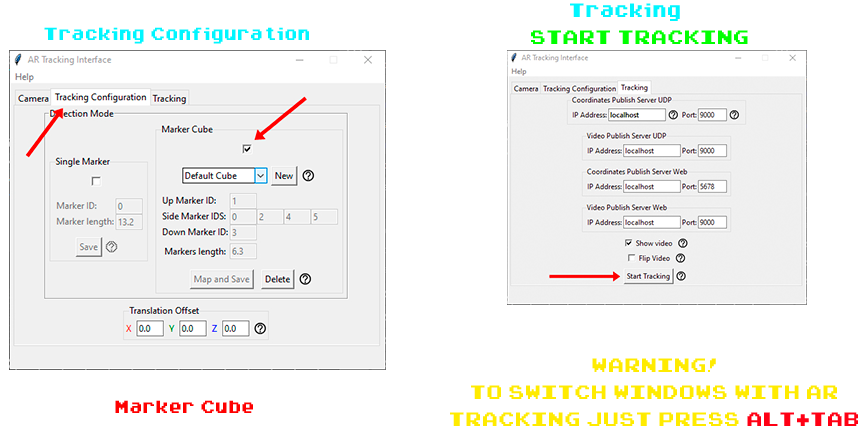 Tracking Configuration
AR Tracking Interface
Help
Camera Tracking Configuration Tracking
Detection Mode
Marker Cube
Default Cube New ?
Single Marker
Up Marker ID: 1
Marker ID: 0
Side Marker IDS: 0 2 4 5
Marker length: 13.2
Down Marker ID: 3
Save ?
Markers length: 6.3
Map and Save Delete ?
Translation Offset
X 0.0 Y 0.0 Z 0.0 ?
Marker Cube
Tracking
START TRACKING
AR Tracking Interface
Help
Camera Tracking Configuration Tracking
Coordinates Publish Server UDP
IP Address: localhost ? Port: 9000 ?
Video Publish Server UDP
IP Address: localhost Port: 9000
Coordinates Publish Server Web
IP Address: localhost Port: 5678
Video Publish Server Web
IP Address: localhost Port: 9000
Show video ?
Flip Video ?
Start Tracking ?
WARNING!
TO SWITCH WINDOWS WITH AR
TRACKING JUST PRESS ALT+TAB